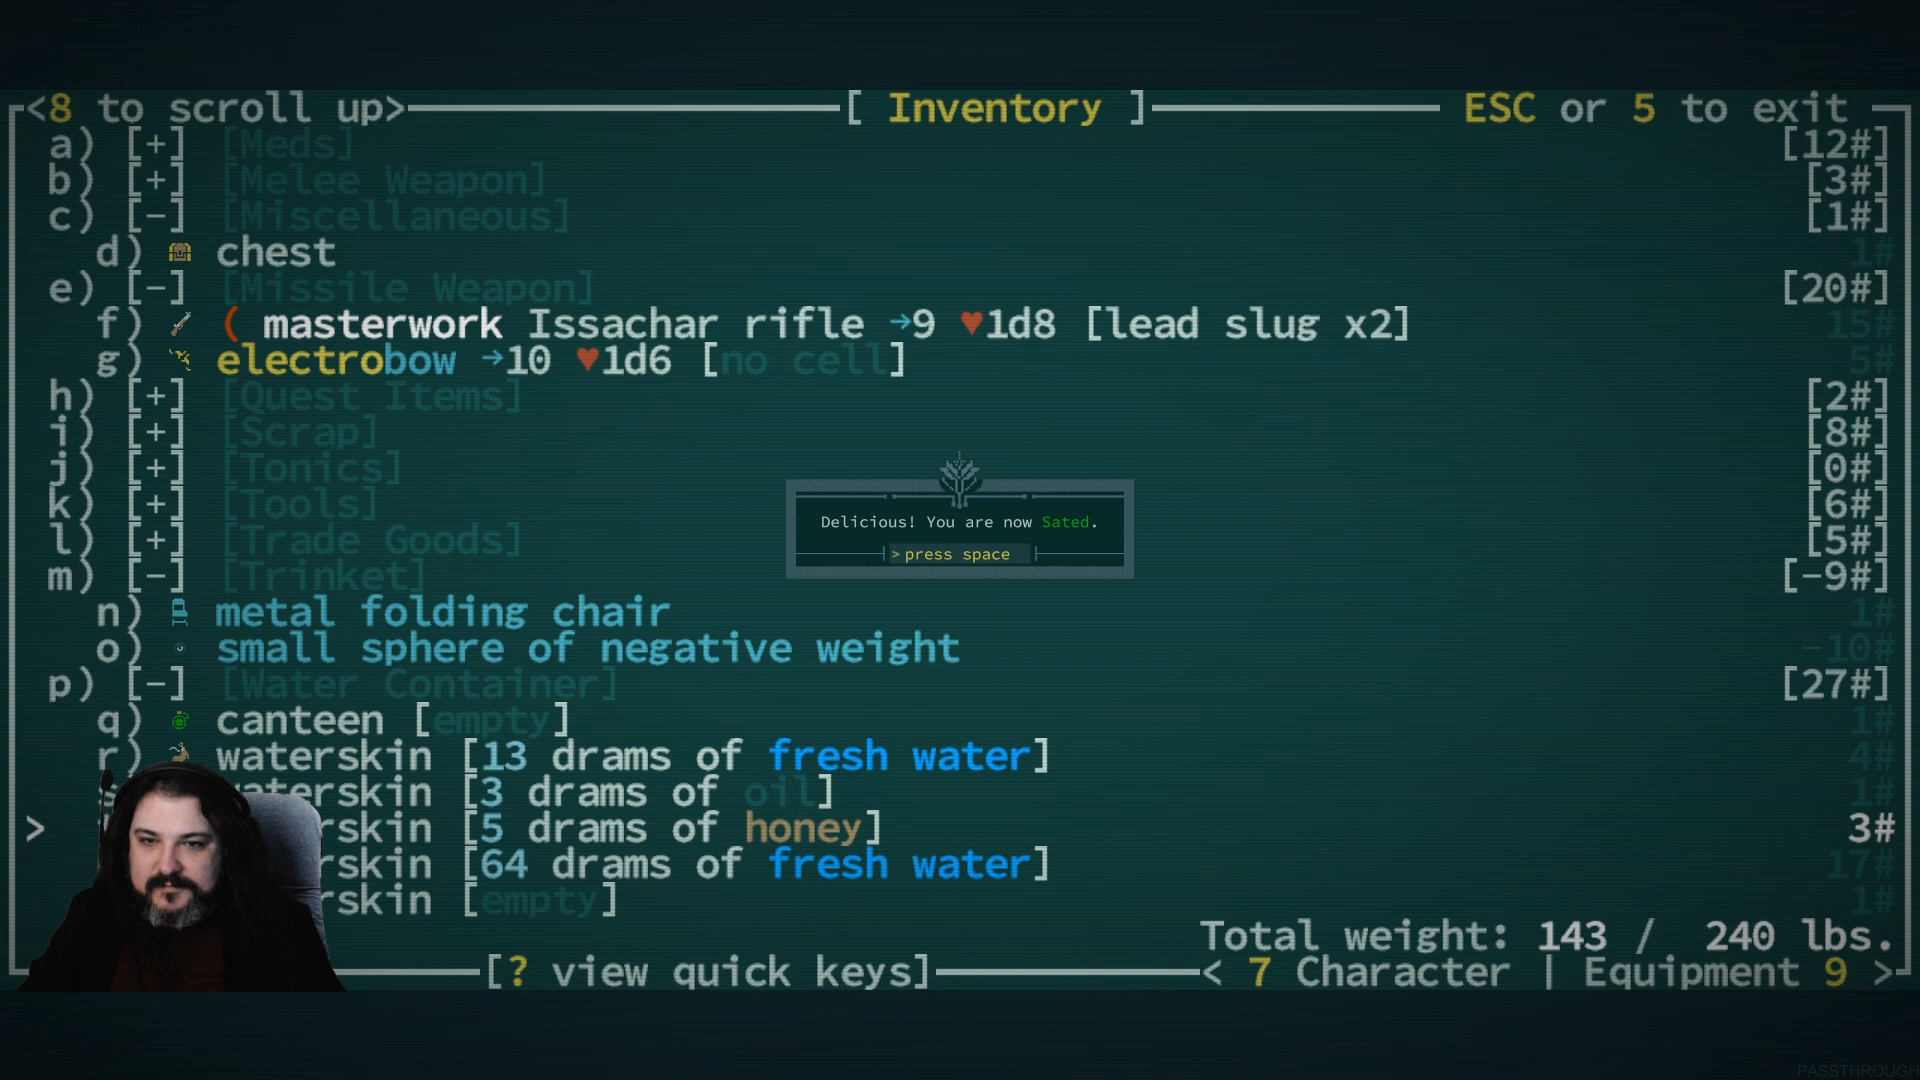 <8 to scroll up> [ Inventory ] ESC or 5 to exit
a) [+] [Meds] [12#]
b) [+] [Melee Weapon] [3#]
c) [-] [Miscellaneous] [1#]
d) chest 1#
e) [-] [Missile Weapon] [20#]
f) ( masterwork Issachar rifle →9 ♥1d8 [lead slug x2] 15#
g) electrobow →10 ♥1d6 [no cell] 5#
h) [+] [Quest Items] [2#]
i) [+] [Scrap] [8#]
j) [+] [Tonics] [0#]
k) [+] [Tools] [6#]
l) [+] [Trade Goods] [5#]
m) [-] [Trinket] [-9#]
n) metal folding chair 1#
o) small sphere of negative weight -10#
p) [-] [Water Container] [27#]
q) canteen [empty] 1#
r) waterskin [13 drams of fresh water] 4#
waterskin [3 drams of oil] 1#
> rskin [5 drams of honey] 3#
rskin [64 drams of fresh water] 17#
rskin [empty] 1#
Delicious! You are now Sated.
>press space
Total weight: 143 / 240 lbs.
[? view quick keys] < 7 Character | Equipment 9 >
PASSTHROUGH